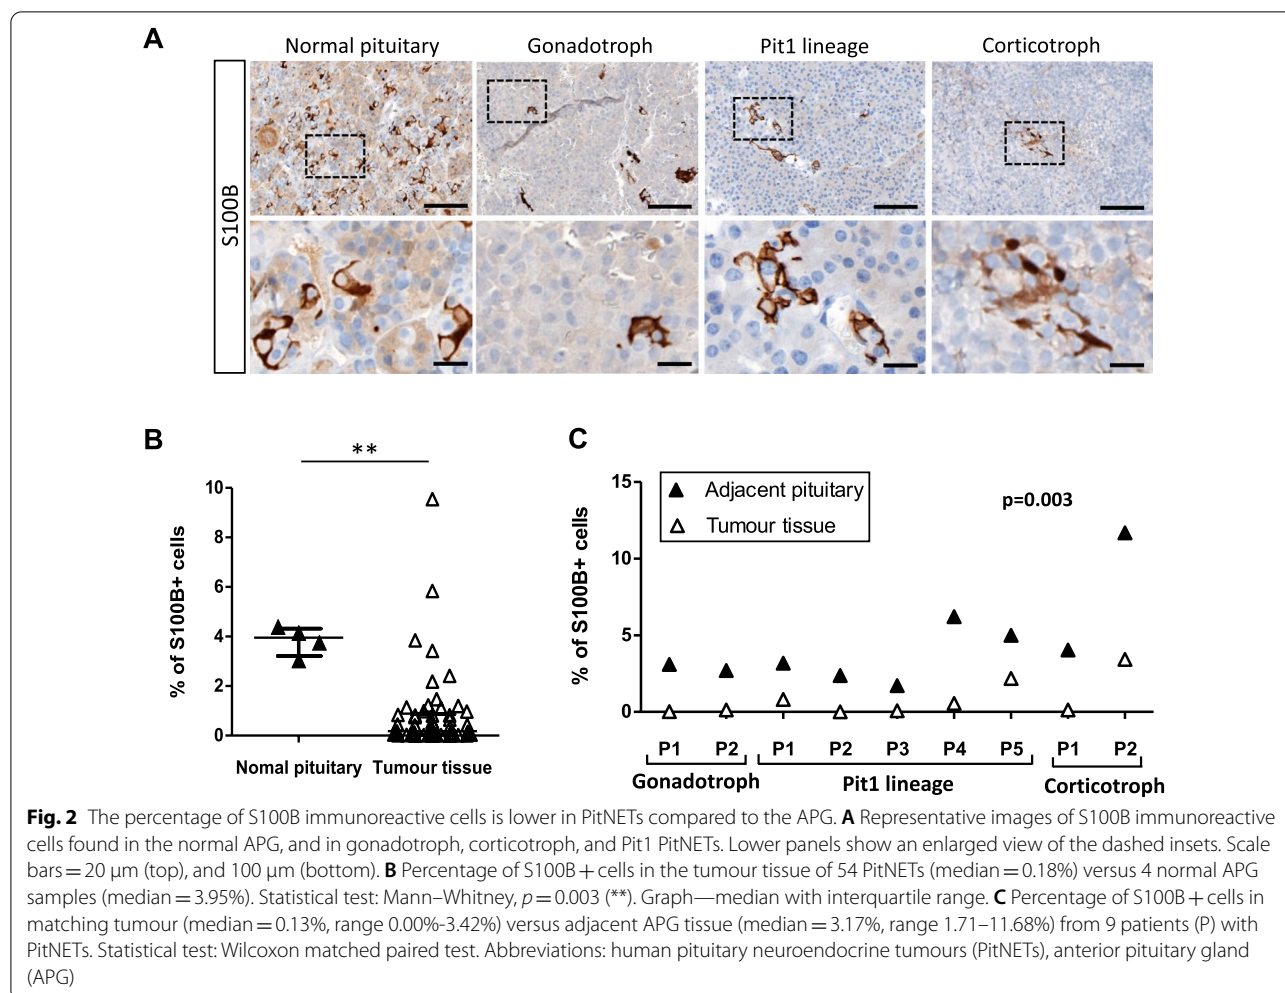 A
Normal pituitary
Gonadotroph
Pit1 lineage
Corticotroph
S100B
B
**
% of S100B+ cells
10
8
6
4
2
0
Nomal pituitary
Tumour tissue
C
% of S100B+ cells
15
10
5
0
Adjacent pituitary
Tumour tissue
p=0.003
P1 P2 P1 P2 P3 P4 P5 P1 P2
Gonadotroph
Pit1 lineage
Corticotroph
Fig. 2 The percentage of S100B immunoreactive cells is lower in PitNETs compared to the APG. A Representative images of S100B immunoreactive
cells found in the normal APG, and in gonadotroph, corticotroph, and Pit1 PitNETs. Lower panels show an enlarged view of the dashed insets. Scale
bars = 20 μm (top), and 100 μm (bottom). B Percentage of S100B + cells in the tumour tissue of 54 PitNETs (median = 0.18%) versus 4 normal APG
samples (median = 3.95%). Statistical test: Mann–Whitney, p = 0.003 (**). Graph—median with interquartile range. C Percentage of S100B + cells in
matching tumour (median = 0.13%, range 0.00%-3.42%) versus adjacent APG tissue (median = 3.17%, range 1.71–11.68%) from 9 patients (P) with
PitNETs. Statistical test: Wilcoxon matched paired test. Abbreviations: human pituitary neuroendocrine tumours (PitNETs), anterior pituitary gland
(APG)